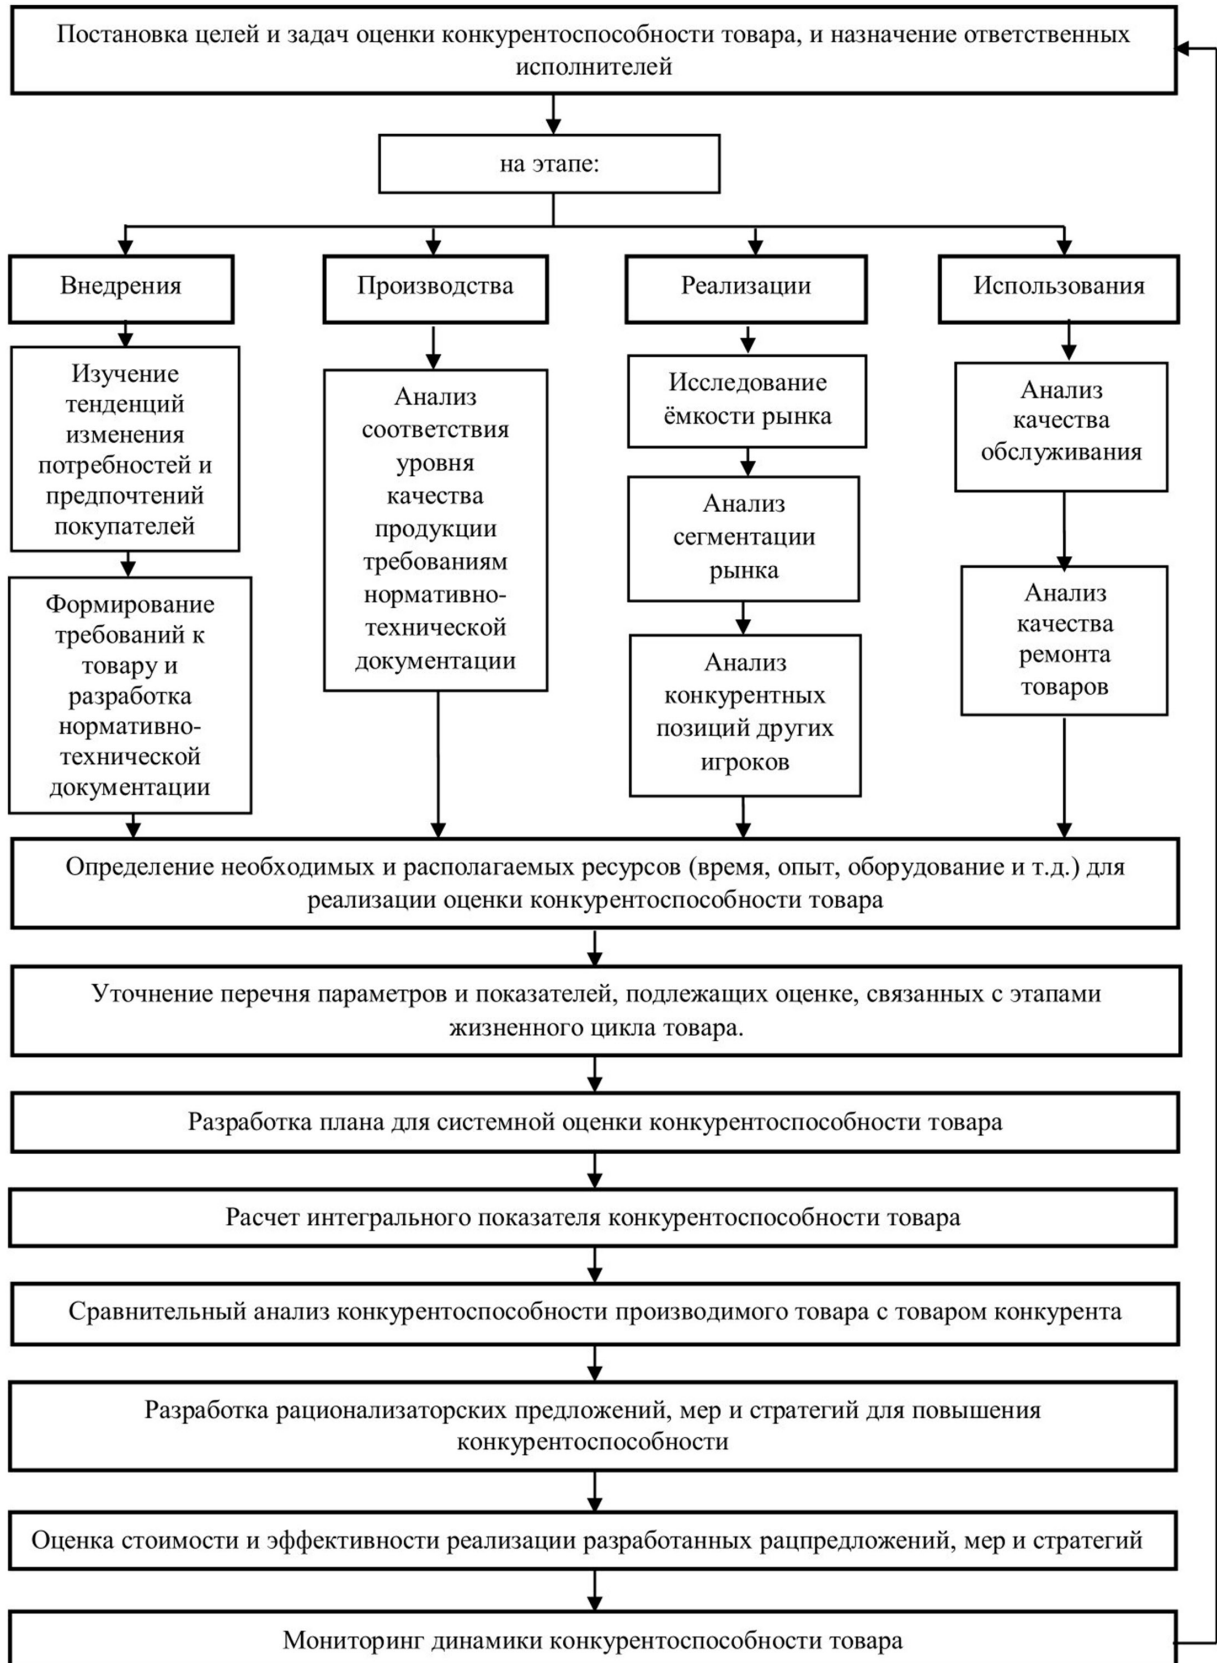 Постановка целей и задач оценки конкурентоспособности товара, и назначение ответственных
исполнителей
на этапе:
Внедрения
Производства
Реализации
Использования
Изучение
тенденций
изменения
потребностей и
предпочтений
покупателей
Формирование
требований к
товару и
разработка
нормативно-
технической
документации
Анализ
соответствия
уровня
качества
продукции
требованиям
нормативно-
технической
документации
Исследование
ёмкости рынка
Анализ
сегментации
рынка
Анализ
конкурентных
позиций других
игроков
Анализ
качества
обслуживания
Анализ
качества
ремонта
товаров
Определение необходимых и располагаемых ресурсов (время, опыт, оборудование и т.д.) для
реализации оценки конкурентоспособности товара
Уточнение перечня параметров и показателей, подлежащих оценке, связанных с этапами
жизненного цикла товара.
Разработка плана для системной оценки конкурентоспособности товара
Расчет интегрального показателя конкурентоспособности товара
Сравнительный анализ конкурентоспособности производимого товара с товаром конкурента
Разработка рационализаторских предложений, мер и стратегий для повышения
конкурентоспособности
Оценка стоимости и эффективности реализации разработанных рацпредложений, мер и стратегий
Мониторинг динамики конкурентоспособности товара